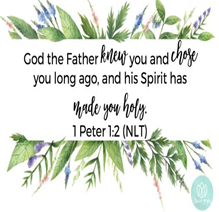 God the Father knew you and chose
you long ago, and his Spirit has
made you holy.
1 Peter 1:2 (NLT)